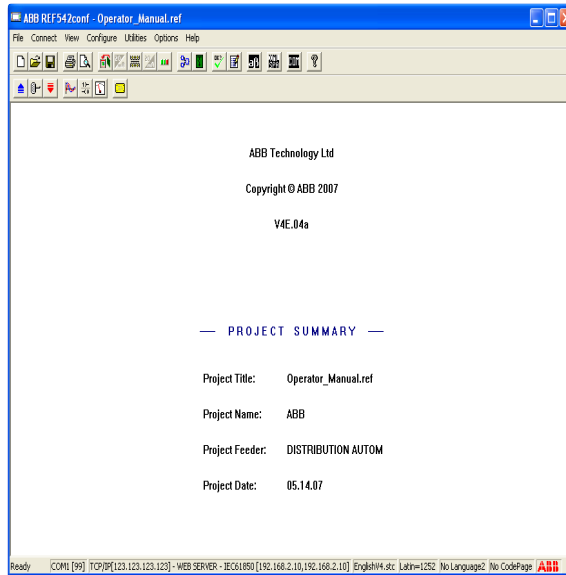 ABB REF542conf - Operator_Manual.ref
File Connect View Configure Utilities Options Help
ABB Technology Ltd
Copyright © ABB 2007
V4E.04a
— PROJECT SUMMARY —
Project Title: Operator_Manual.ref
Project Name: ABB
Project Feeder: DISTRIBUTION AUTOM
Project Date: 05.14.07
Ready COM1 [99] TCP/IP[123.123.123.123] - WEB SERVER - IEC61850 [192.168.2.10,192.168.2.10] English\V4.stc Latin=1252 No Language2 No CodePage ABB